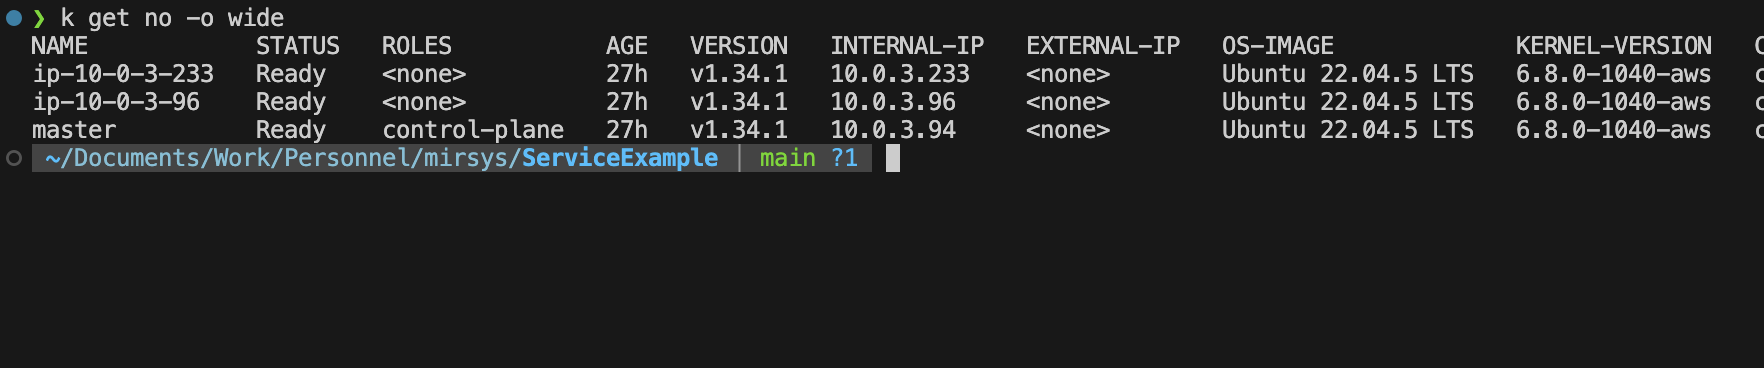 ❯ k get no -o wide
NAME STATUS ROLES AGE VERSION INTERNAL-IP EXTERNAL-IP OS-IMAGE KERNEL-VERSION
ip-10-0-3-233 Ready <none> 27h v1.34.1 10.0.3.233 <none> Ubuntu 22.04.5 LTS 6.8.0-1040-aws
ip-10-0-3-96 Ready <none> 27h v1.34.1 10.0.3.96 <none> Ubuntu 22.04.5 LTS 6.8.0-1040-aws
master Ready control-plane 27h v1.34.1 10.0.3.94 <none> Ubuntu 22.04.5 LTS 6.8.0-1040-aws
~/Documents/Work/Personnel/mirsys/ServiceExample | main ?1